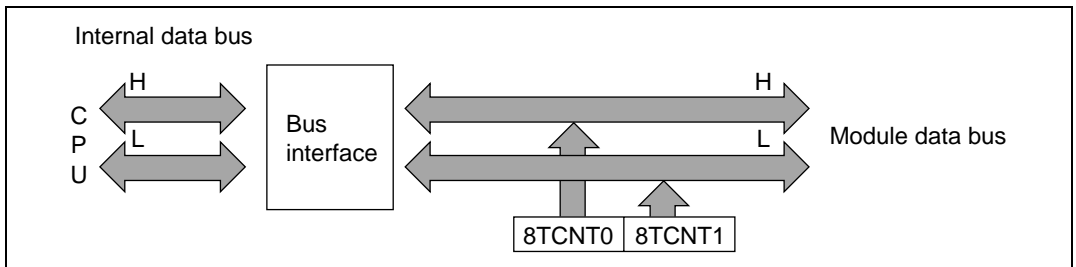 Internal data bus
H
H
C
P
U
Bus
interface
L
L
Module data bus
8TCNT0
8TCNT1